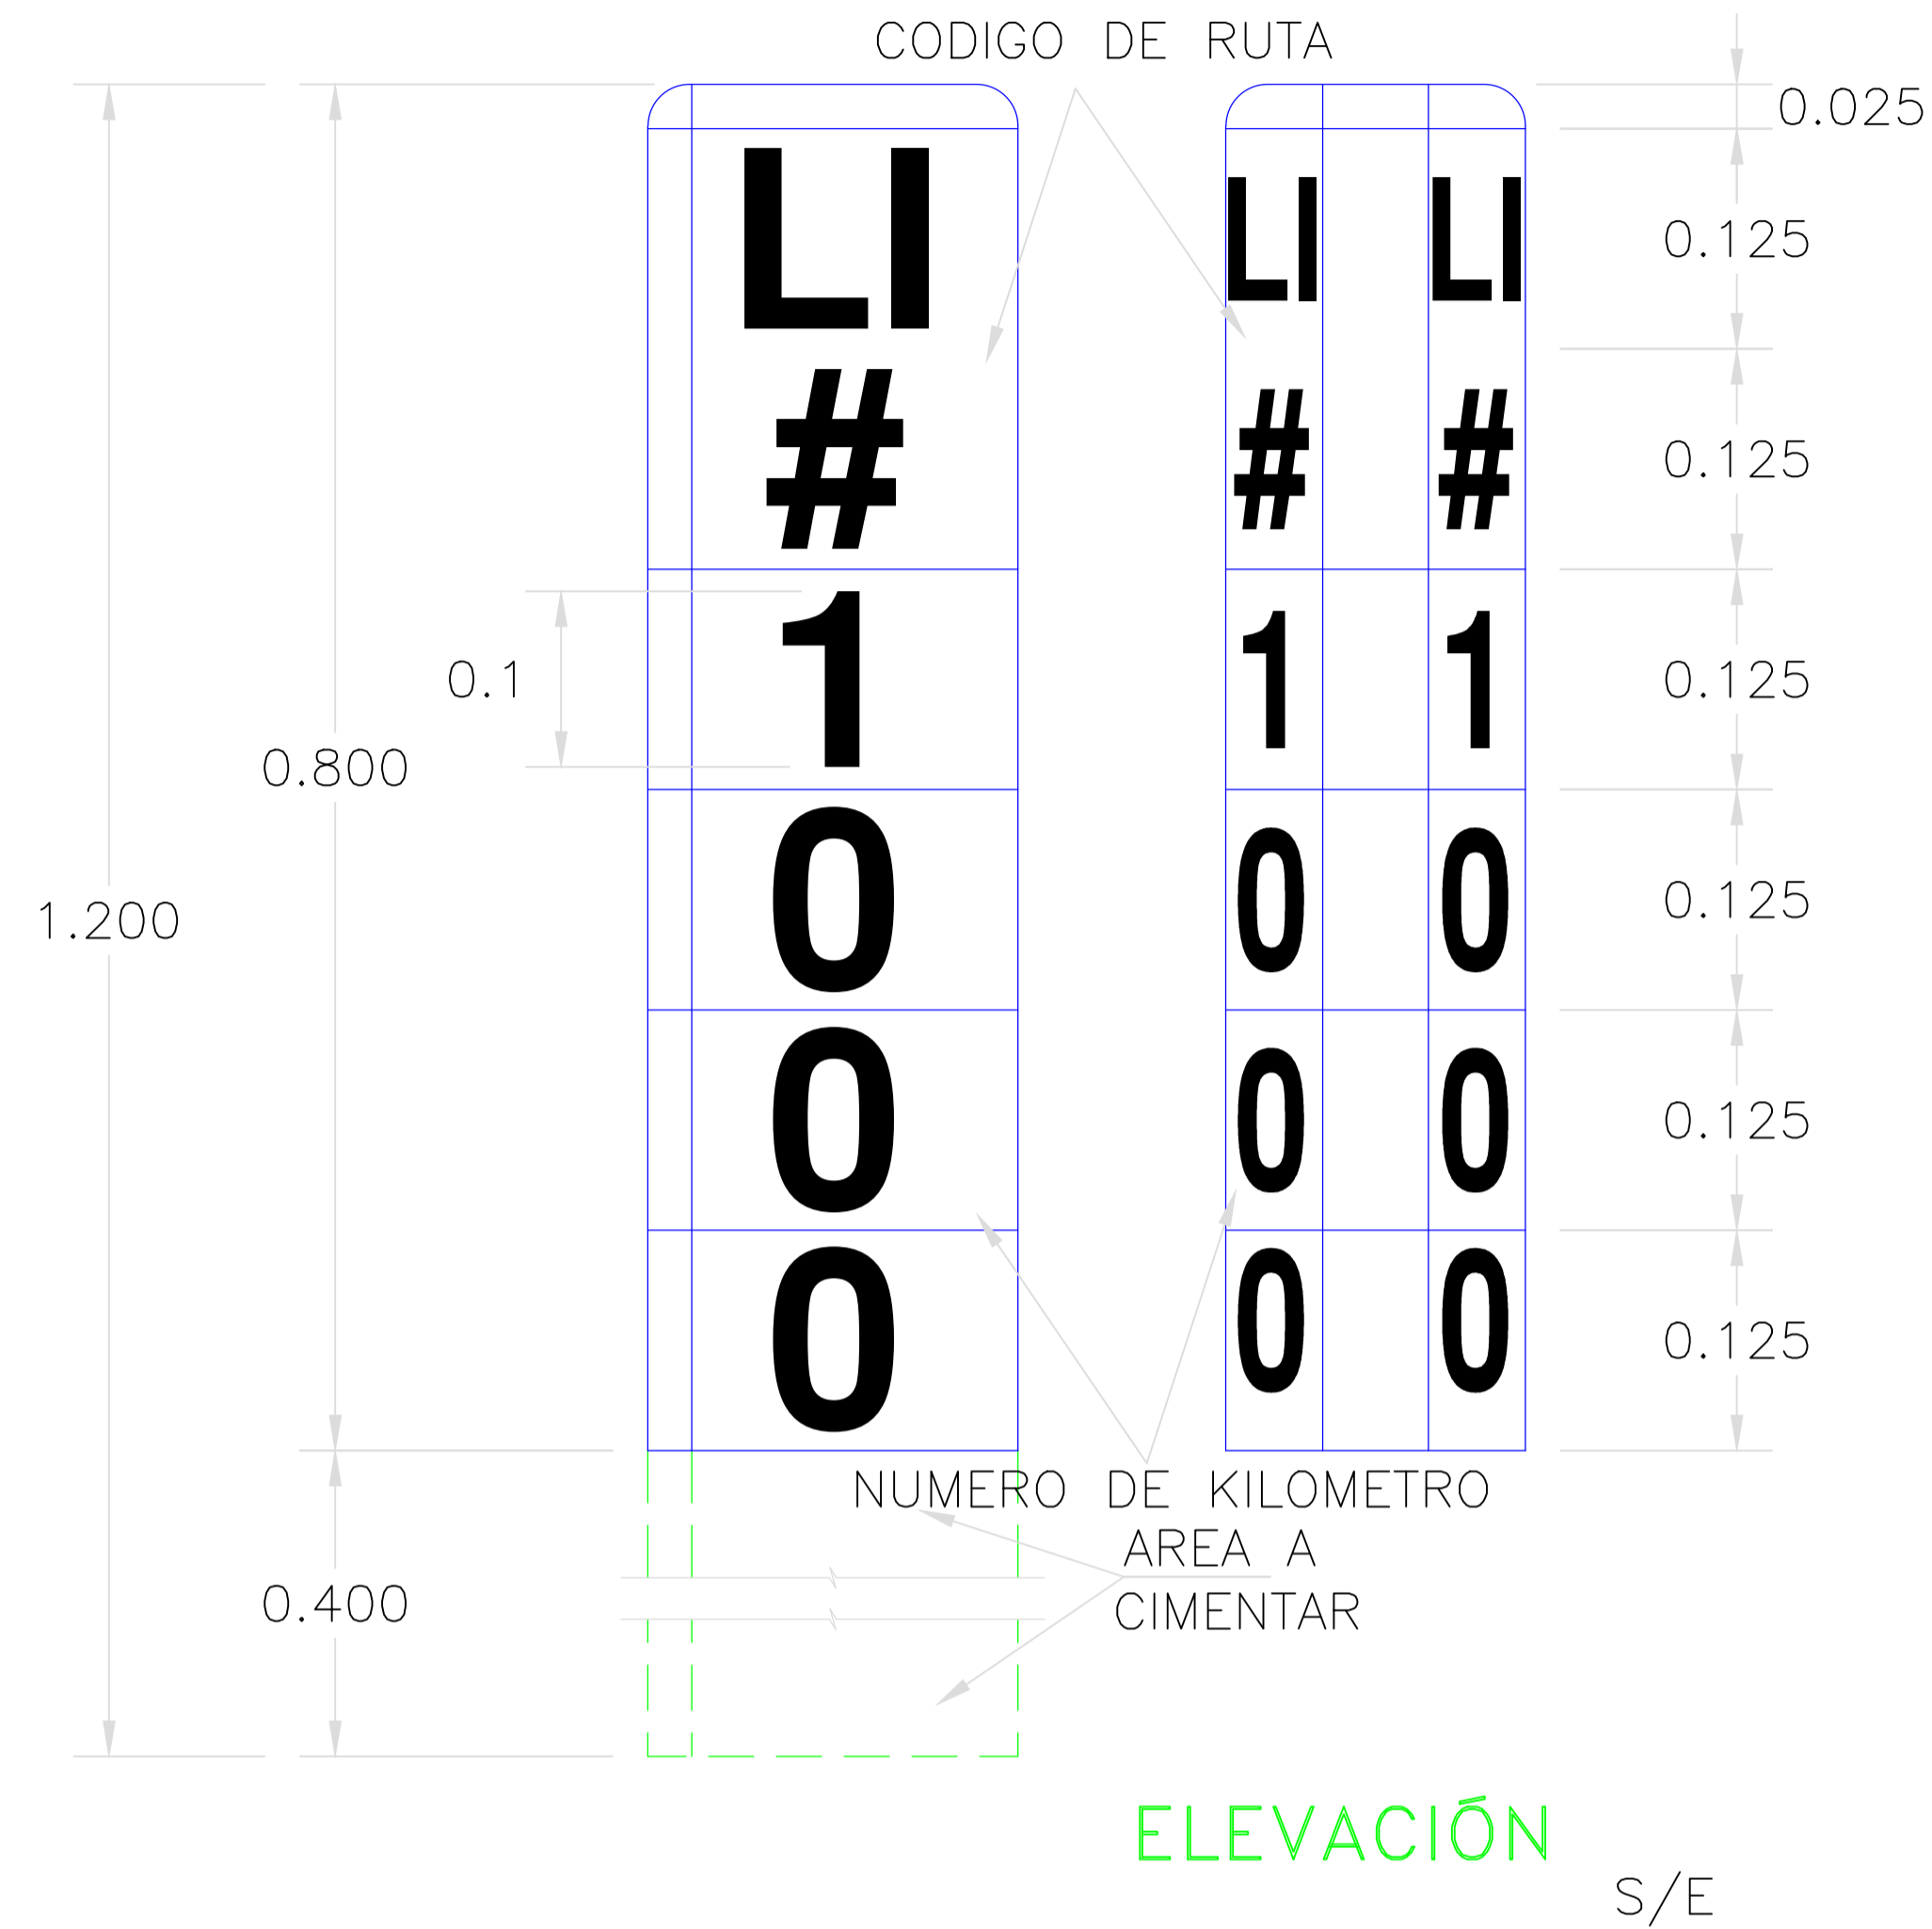 CODIGO DE RUTA
0.025
LI LI LI
0.125
# # #
0.125
1 1 1
0.1
0.125
0.800
0 0 0
0.125
1.200
0 0 0
0.125
0 0 0
0.125
NUMERO DE KILOMETRO
AREA A
CIMENTAR
0.400
ELEVACIÓN
S/E